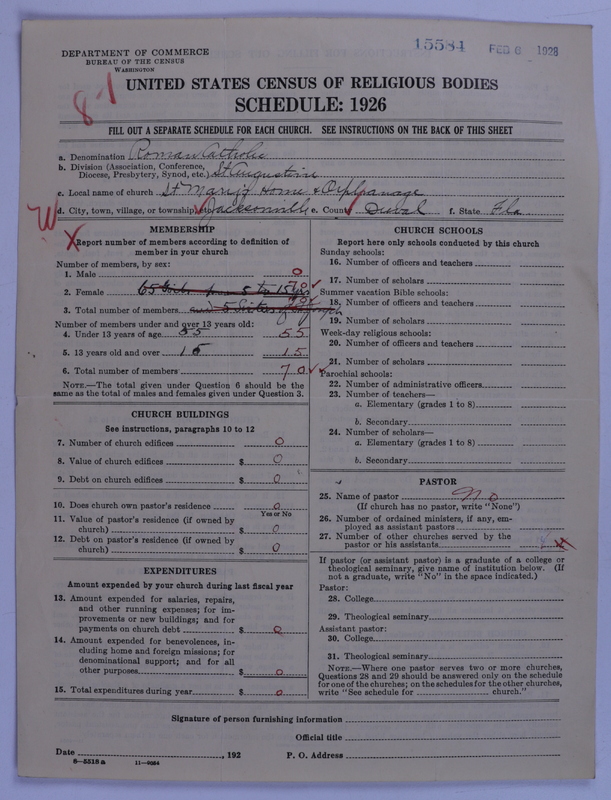 15584 FEB 6 1928
DEPARTMENT OF COMMERCE
BUREAU OF THE CENSUS
WASHINGTON
8-1
UNITED STATES CENSUS OF RELIGIOUS BODIES
SCHEDULE: 1926
FILL OUT A SEPARATE SCHEDULE FOR EACH CHURCH. SEE INSTRUCTIONS ON THE BACK OF THIS SHEET
a. Denomination Roman Catholic
b. Division (Association, Conference,
Diocese, Presbytery, Synod, etc.) St Augustine
c. Local name of church St Mary's Home & Orphanage
d. City, town, village, or township, etc. Jacksonville e. County Duval f. State Fla
W
MEMBERSHIP
X Report number of members according to definition of
member in your church
Number of members, by sex:
1. Male 0
2. Female 65 Girls from 5 to 15 yrs 70
3. Total number of members and 5 Sisters 70
Number of members under and over 13 years old:
4. Under 13 years of age 55 55
5. 13 years old and over 15 15
6. Total number of members 70
NOTE.—The total given under Question 6 should be the
same as the total of males and females given under Question 3.
CHURCH BUILDINGS
See instructions, paragraphs 10 to 12
7. Number of church edifices 0
8. Value of church edifices $ 0
9. Debt on church edifices $ 0
10. Does church own pastor's residence 0
Yes or No
11. Value of pastor's residence (if owned by
church) $ 0
12. Debt on pastor's residence (if owned by
church) $ 0
EXPENDITURES
Amount expended by your church during last fiscal year
13. Amount expended for salaries, repairs,
and other running expenses; for im-
provements or new buildings; and for
payments on church debt $ 0
14. Amount expended for benevolences, in-
cluding home and foreign missions; for
denominational support; and for all
other purposes $ 0
15. Total expenditures during year $ 0
CHURCH SCHOOLS
Report here only schools conducted by this church
Sunday schools:
16. Number of officers and teachers
17. Number of scholars
Summer vacation Bible schools:
18. Number of officers and teachers
19. Number of scholars
Week-day religious schools:
20. Number of officers and teachers
21. Number of scholars
Parochial schools:
22. Number of administrative officers
23. Number of teachers—
a. Elementary (grades 1 to 8)
b. Secondary
24. Number of scholars—
a. Elementary (grades 1 to 8)
b. Secondary
PASTOR
25. Name of pastor No
(If church has no pastor, write "None")
26. Number of ordained ministers, if any, em-
ployed as assistant pastors
27. Number of other churches served by the
pastor or his assistants
If pastor (or assistant pastor) is a graduate of a college or
theological seminary, give name of institution below. (If
not a graduate, write "No" in the space indicated.)
Pastor:
28. College
29. Theological seminary
Assistant pastor:
30. College
31. Theological seminary
NOTE.—Where one pastor serves two or more churches,
Questions 28 and 29 should be answered only on the schedule
for one of the churches; on the schedules for the other churches,
write "See schedule for church."
Signature of person furnishing information
Official title
Date , 192 P. O. Address
8—5518 a 11—9024